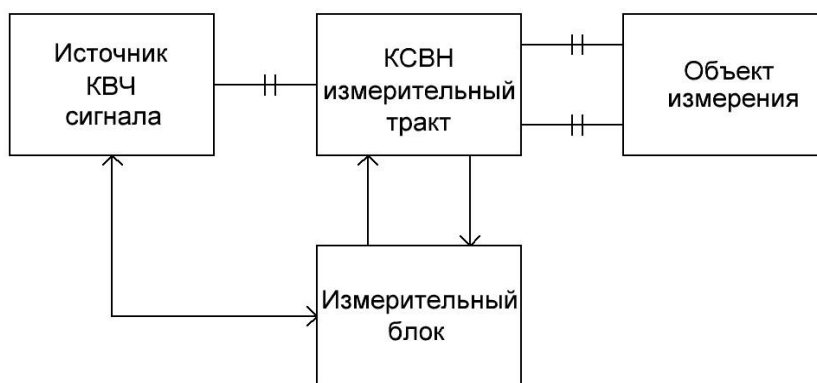 Источник
КВЧ
сигнала
КСВН
измерительный
тракт
Объект
измерения
Измерительный
блок